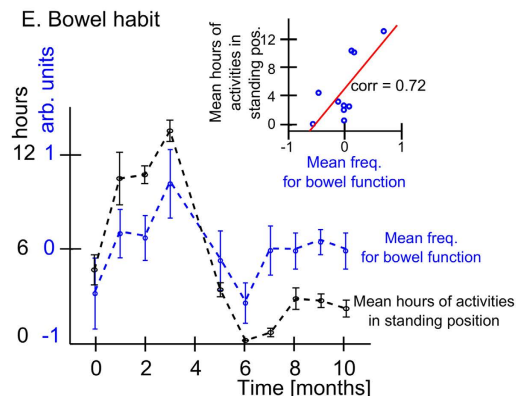 E. Bowel habit
Mean hours of
activities in
standing pos.
12
8
4
0
corr = 0.72
-1
0
1
Mean freq.
for bowel function
hours
arb. units
12
1
6
0
0
-1
Mean freq.
for bowel function
Mean hours of activities
in standing position
0
2
4
6
8
10
Time [months]